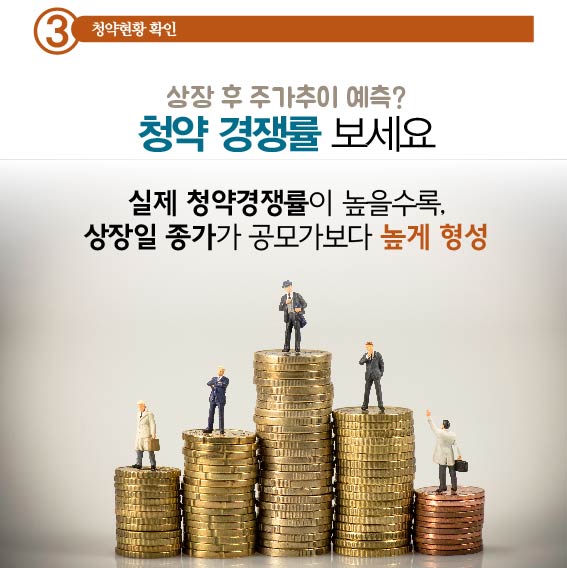 3 청약현황 확인
상장 후 주가추이 예측?
청약 경쟁률 보세요
실제 청약경쟁률이 높을수록,
상장일 종가가 공모가보다 높게 형성